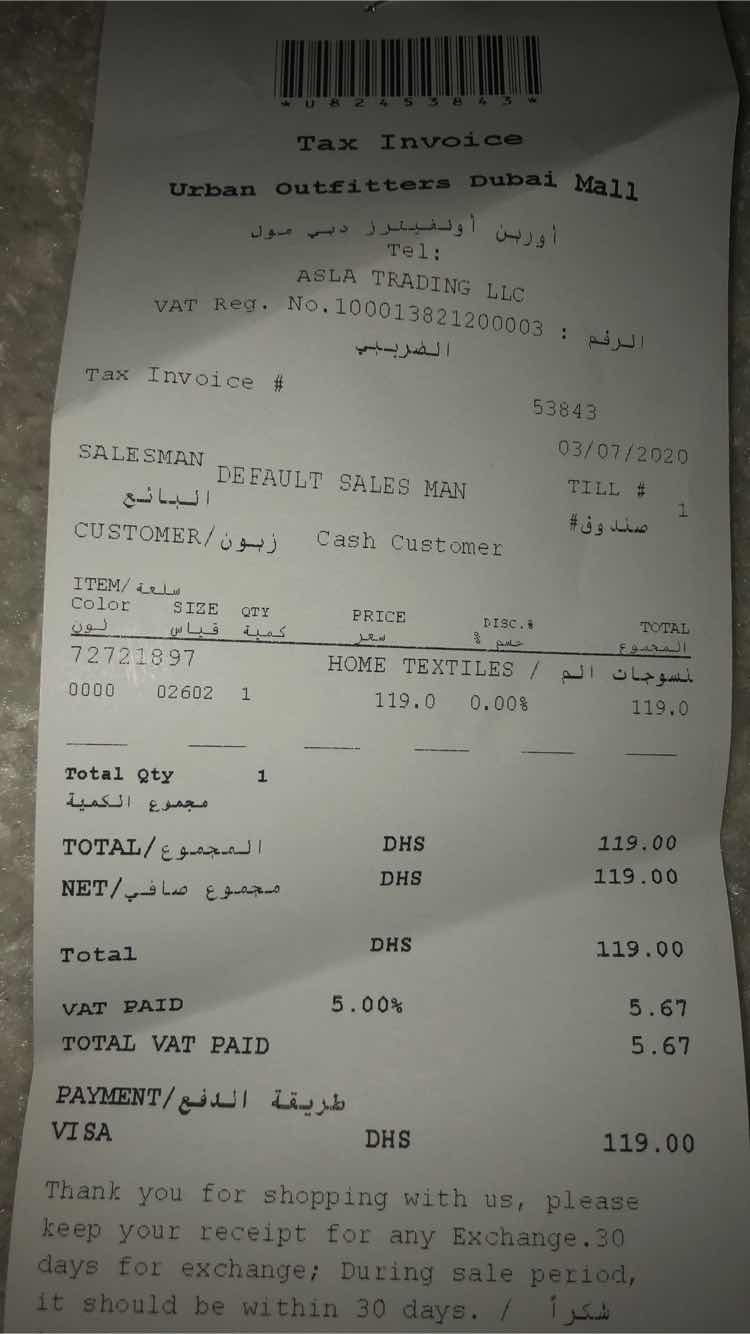 *U82453843*
Tax Invoice
Urban Outfitters Dubai Mall
أوربن أوتفيترز دبي مول
Tel:
ASLA TRADING LLC
VAT Reg. No.100013821200003 : الرقم
الضريبي
Tax Invoice #
53843
03/07/2020
SALESMAN DEFAULT SALES MAN TILL # 1
البائع صندوق#
CUSTOMER/زبون Cash Customer
ITEM/سلعة
Color SIZE QTY PRICE DISC.% TOTAL
لون قياس كمية سعر حسم % المجموع
72721897 HOME TEXTILES / نسوجات الم
0000 02602 1 119.0 0.00% 119.0
Total Qty 1
مجموع الكمية
TOTAL/المجموع DHS 119.00
NET/مجموع صافي DHS 119.00
Total DHS 119.00
VAT PAID 5.00% 5.67
TOTAL VAT PAID 5.67
PAYMENT/طريقة الدفع
VISA DHS 119.00
Thank you for shopping with us, please
keep your receipt for any Exchange.30
days for exchange; During sale period,
it should be within 30 days. / شكراً